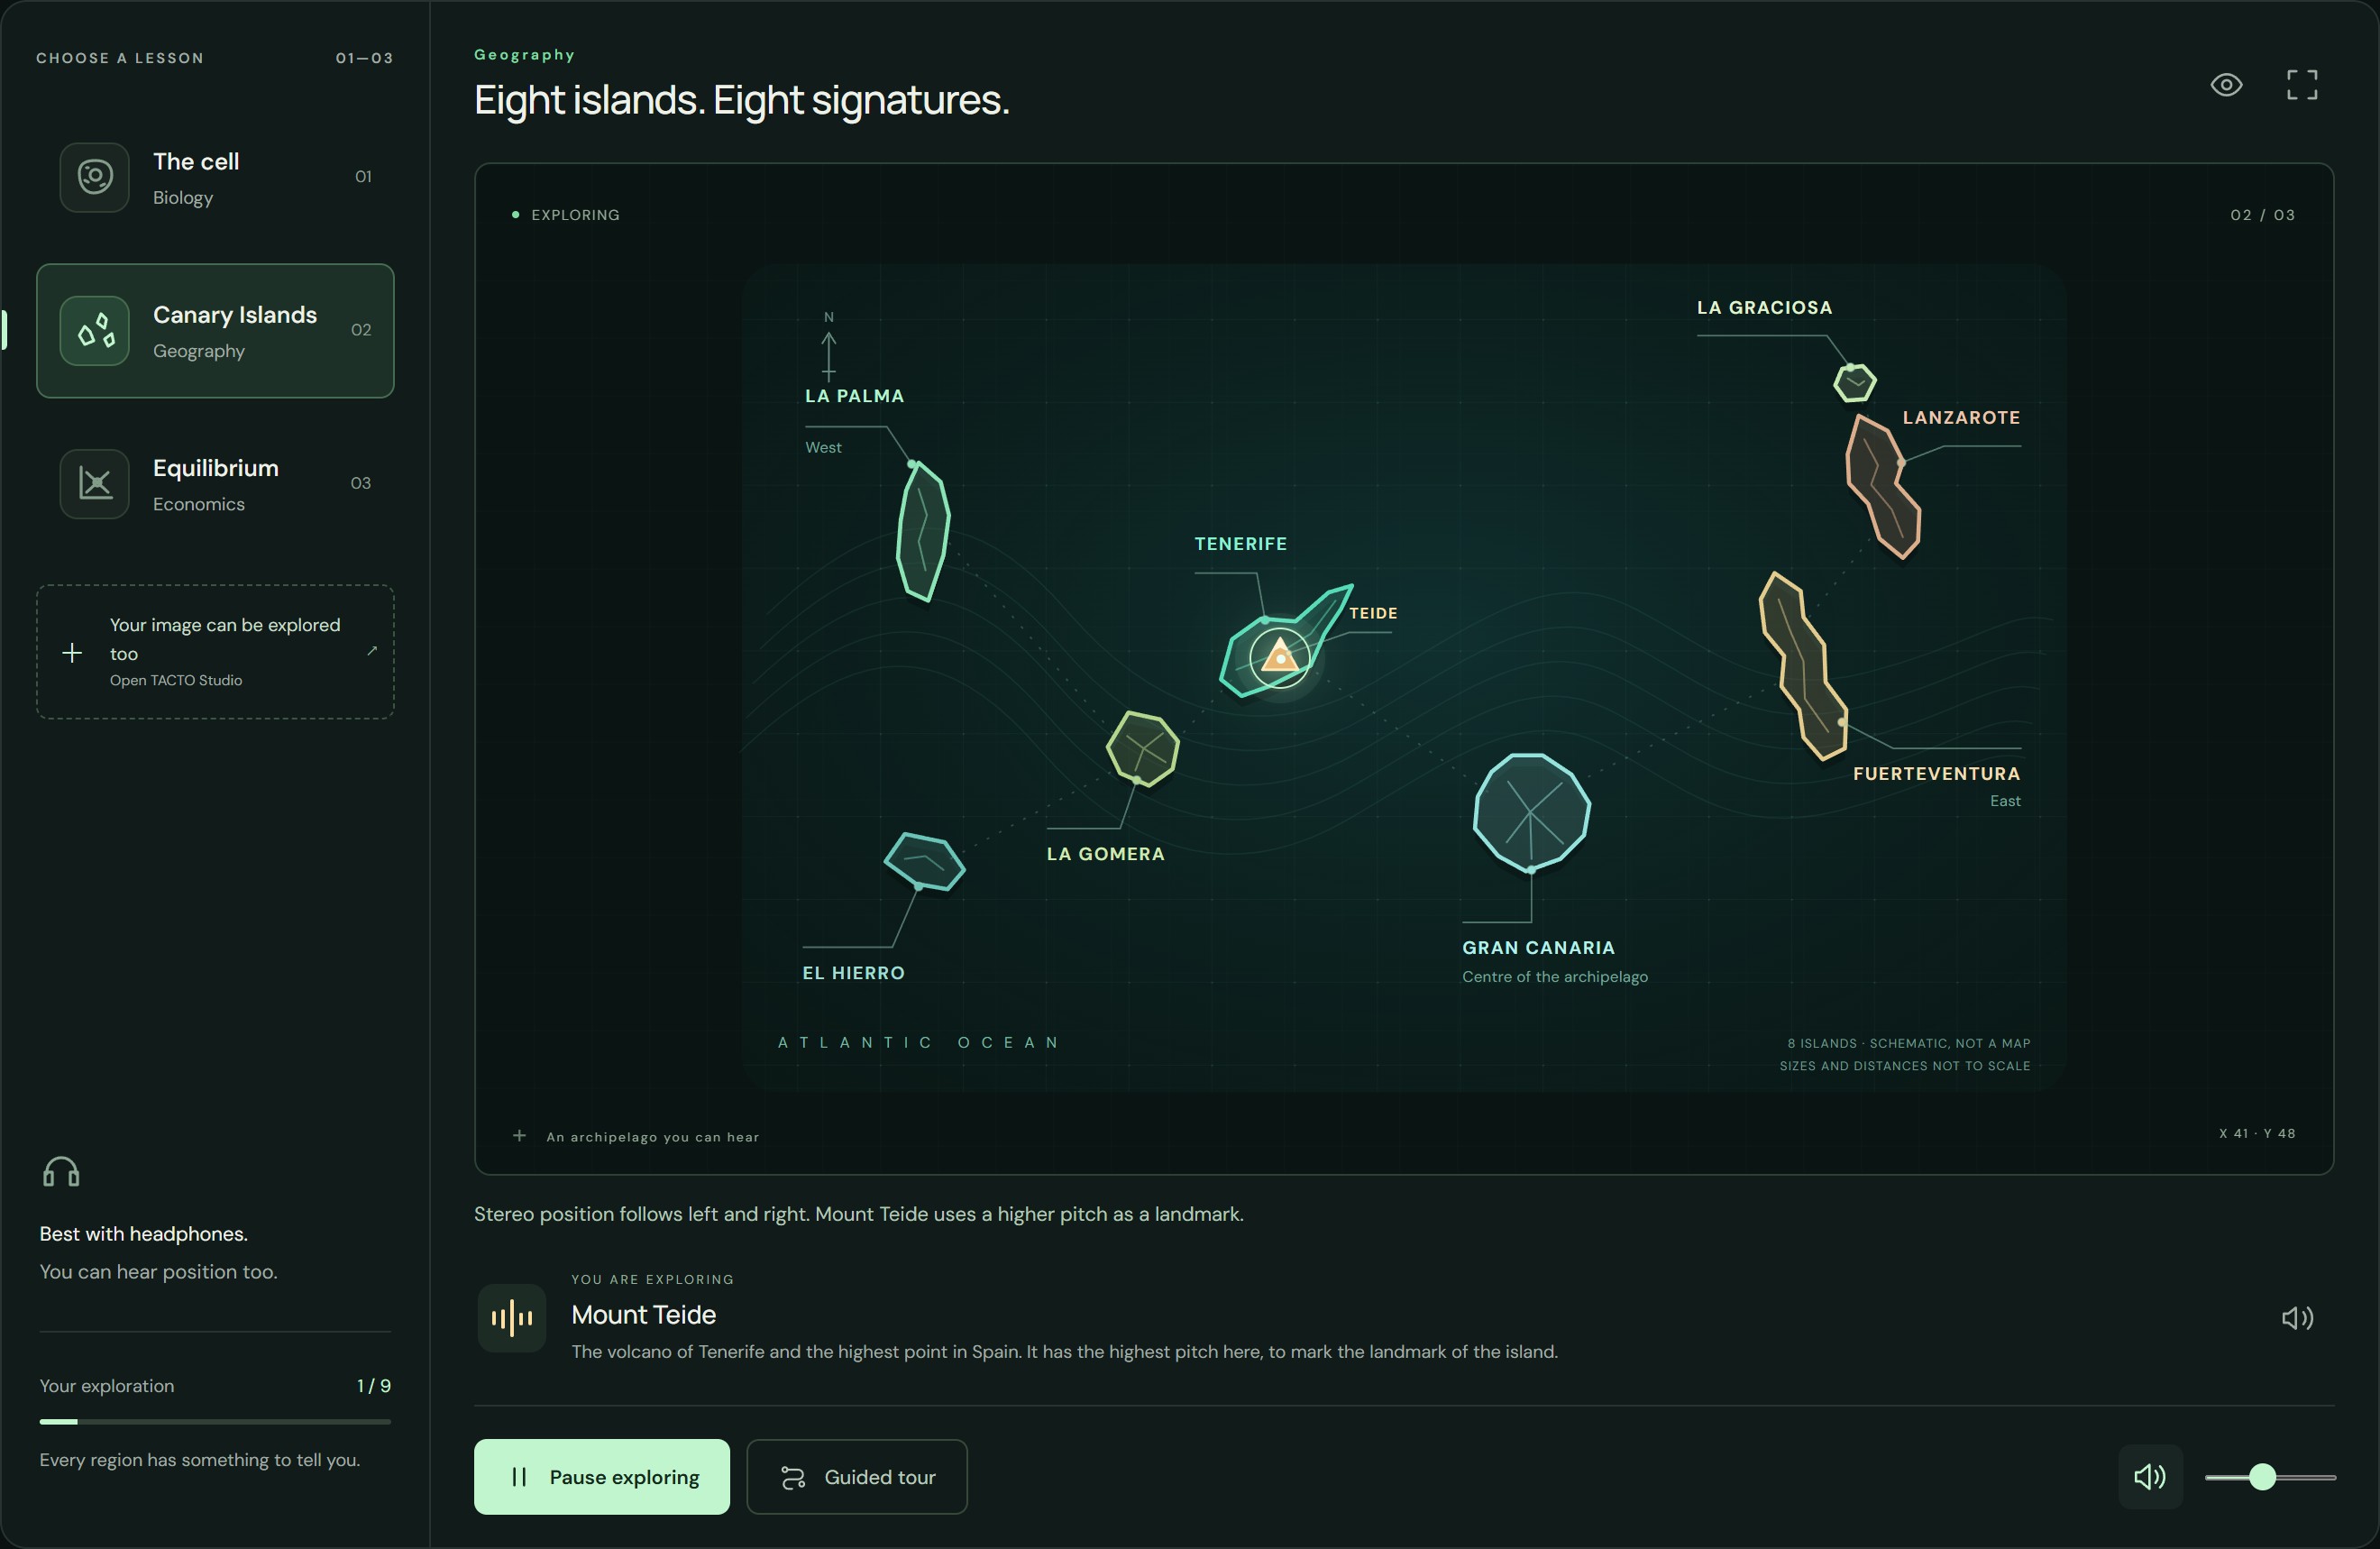 CHOOSE A LESSON
01—03
The cell
Biology
01
Canary Islands
Geography
02
Equilibrium
Economics
03
Your image can be explored
too
Open TACTO Studio
Best with headphones.
You can hear position too.
Your exploration
1 / 9
Every region has something to tell you.
Geography
Eight islands. Eight signatures.
EXPLORING
02 / 03
N
LA PALMA
West
LA GRACIOSA
LANZAROTE
TENERIFE
TEIDE
FUERTEVENTURA
East
LA GOMERA
EL HIERRO
GRAN CANARIA
Centre of the archipelago
ATLANTIC OCEAN
8 ISLANDS · SCHEMATIC, NOT A MAP
SIZES AND DISTANCES NOT TO SCALE
An archipelago you can hear
X 41 · Y 48
Stereo position follows left and right. Mount Teide uses a higher pitch as a landmark.
YOU ARE EXPLORING
Mount Teide
The volcano of Tenerife and the highest point in Spain. It has the highest pitch here, to mark the landmark of the island.
Pause exploring
Guided tour